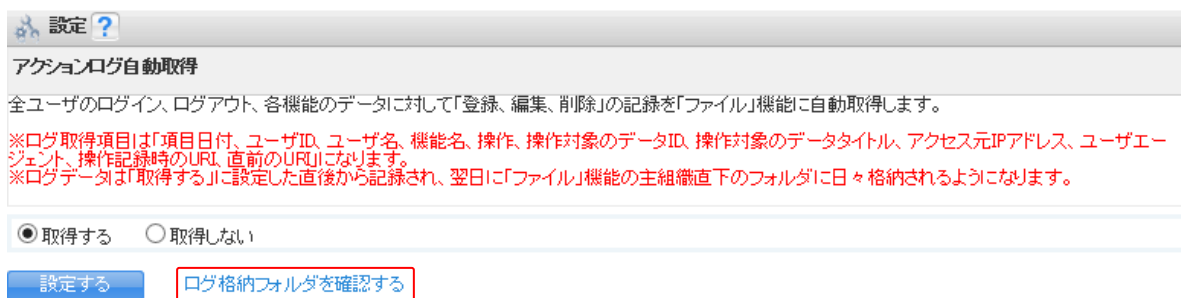 設定 ?
アクションログ自動取得
全ユーザのログイン、ログアウト、各機能のデータに対して「登録、編集、削除」の記録を「ファイル」機能に自動取得します。
※ログ取得項目は「項目日付、ユーザID、ユーザ名、機能名、操作、操作対象のデータID、操作対象のデータタイトル、アクセス元IPアドレス、ユーザエー
ジェント、操作記録時のURI、直前のURI」になります。
※ログデータは「取得する」に設定した直後から記録され、翌日に「ファイル」機能の主組織直下のフォルダに日々格納されるようになります。
取得する 取得しない
設定する ログ格納フォルダを確認する